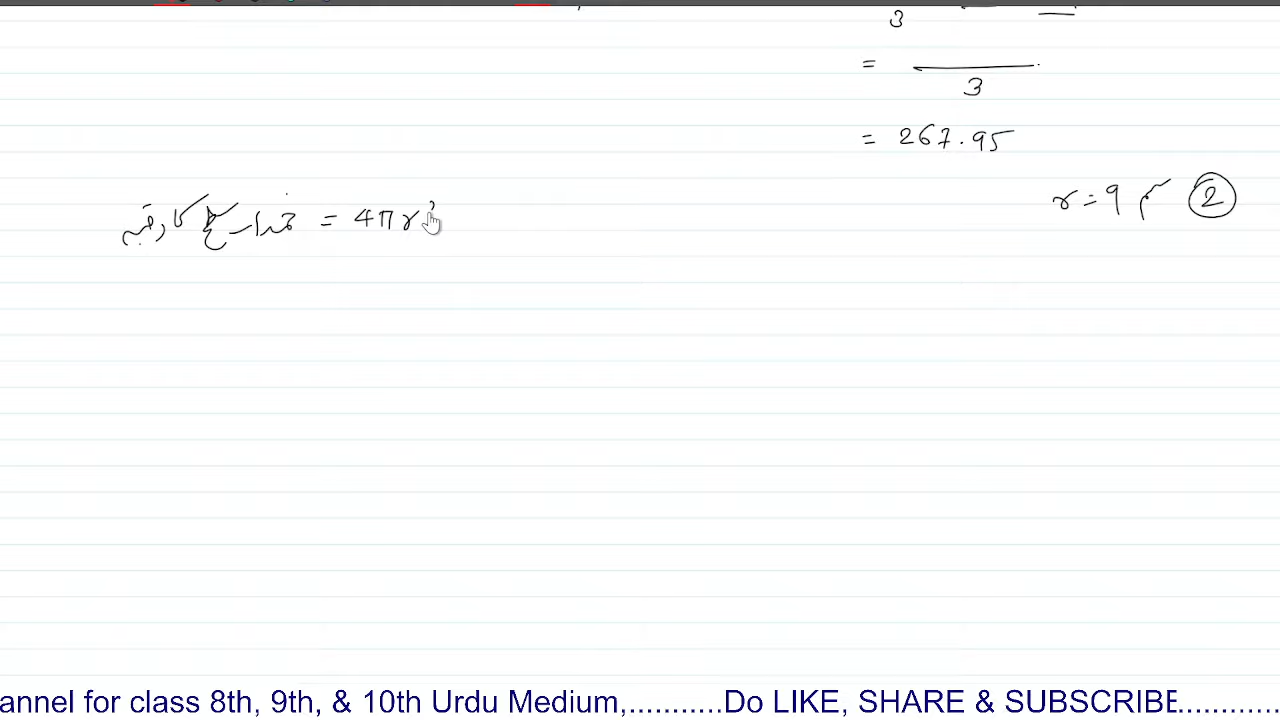 3
= ――― 3
= 267.95
② r = 9 سم
خمدار سطح کا رقبہ = 4πr²
annel for class 8th, 9th, & 10th Urdu Medium,...........Do LIKE, SHARE & SUBSCRIBE............